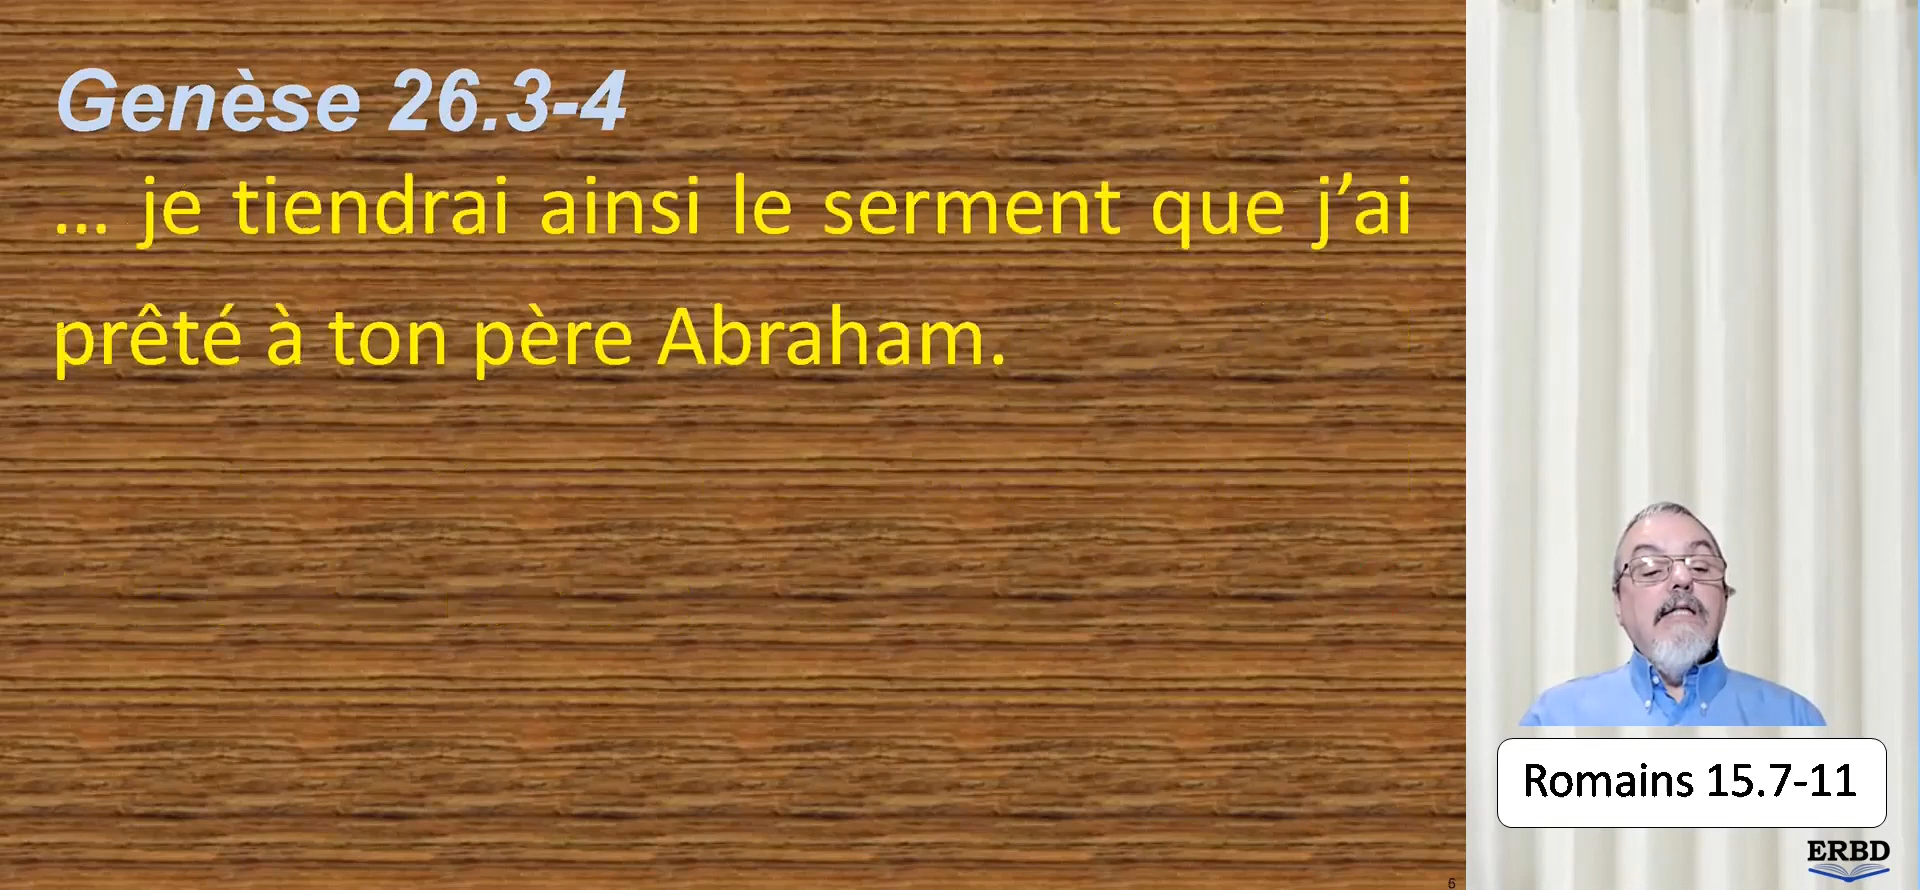 Genèse 26.3-4
... je tiendrai ainsi le serment que j’ai
prêté à ton père Abraham.
Romains 15.7-11
ERBD
6